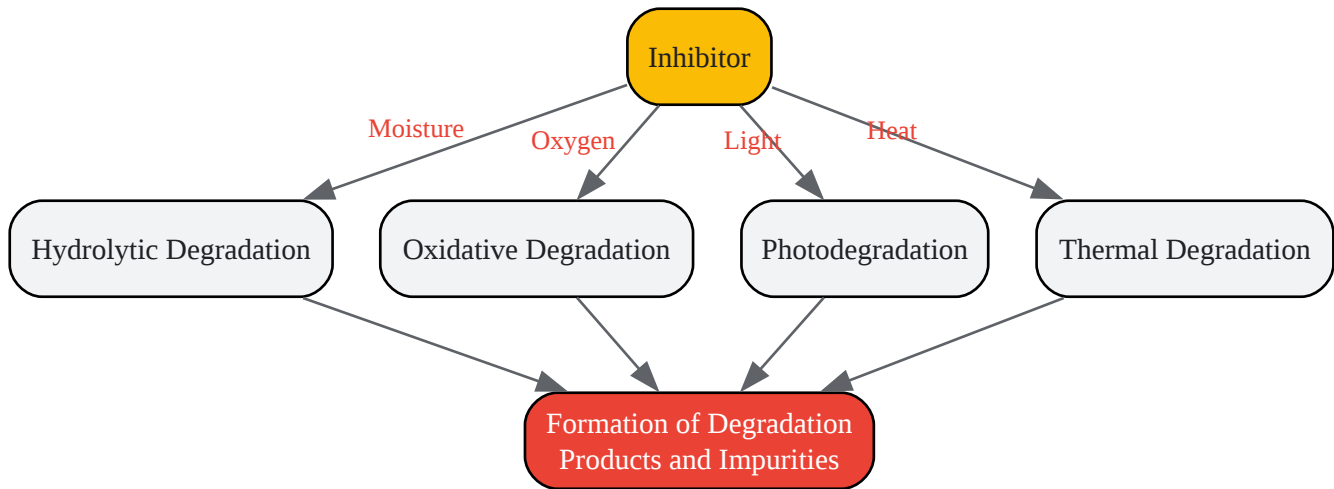 Inhibitor
Moisture
Oxygen
Light
Heat
Hydrolytic Degradation
Oxidative Degradation
Photodegradation
Thermal Degradation
Formation of Degradation
Products and Impurities